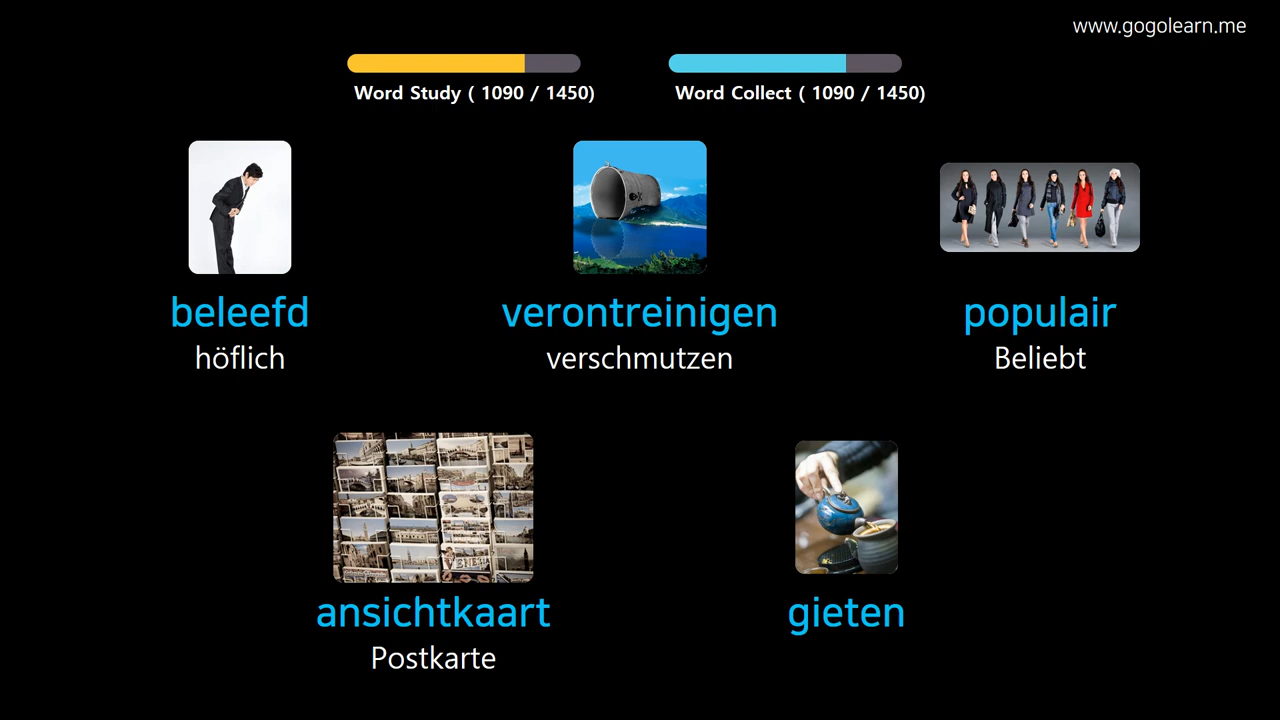 www.gogolearn.me
Word Study ( 1090 / 1450)
Word Collect ( 1090 / 1450)
beleefd
höflich
verontreinigen
verschmutzen
populair
Beliebt
VENEZIA
ansichtkaart
Postkarte
gieten